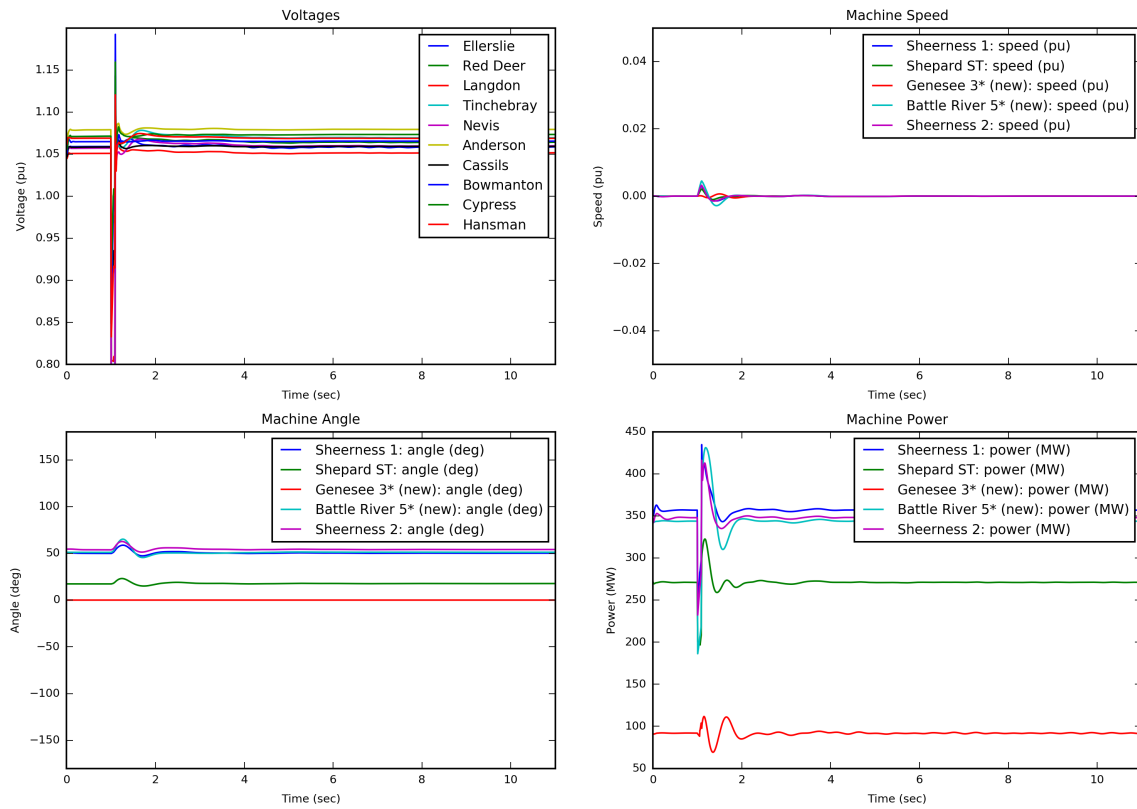 Voltages
1.15
1.10
1.05
1.00
0.95
0.90
0.85
0.80
Voltage (pu)
0
2
4
6
8
10
Time (sec)
Ellerslie
Red Deer
Langdon
Tinchebray
Nevis
Anderson
Cassils
Bowmanton
Cypress
Hansman
Machine Speed
0.04
0.02
0.00
−0.02
−0.04
Speed (pu)
0
2
4
6
8
10
Time (sec)
Sheerness 1: speed (pu)
Shepard ST: speed (pu)
Genesee 3* (new): speed (pu)
Battle River 5* (new): speed (pu)
Sheerness 2: speed (pu)
Machine Angle
150
100
50
0
−50
−100
−150
Angle (deg)
0
2
4
6
8
10
Time (sec)
Sheerness 1: angle (deg)
Shepard ST: angle (deg)
Genesee 3* (new): angle (deg)
Battle River 5* (new): angle (deg)
Sheerness 2: angle (deg)
Machine Power
450
400
350
300
250
200
150
100
50
Power (MW)
0
2
4
6
8
10
Time (sec)
Sheerness 1: power (MW)
Shepard ST: power (MW)
Genesee 3* (new): power (MW)
Battle River 5* (new): power (MW)
Sheerness 2: power (MW)